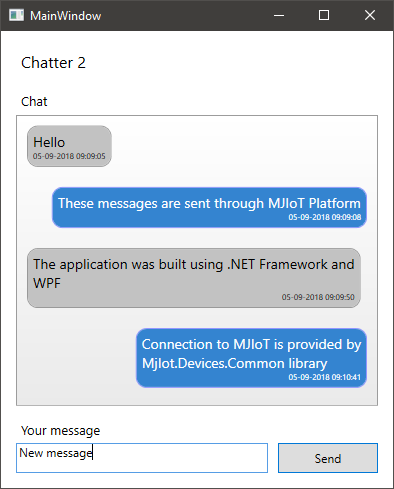 MainWindow
Chatter 2
Chat
Hello
05-09-2018 09:09:05
These messages are sent through MJIoT Platform
05-09-2018 09:09:08
The application was built using .NET Framework and
WPF
05-09-2018 09:09:50
Connection to MJIoT is provided by
MjIot.Devices.Common library
05-09-2018 09:10:41
Your message
New message
Send